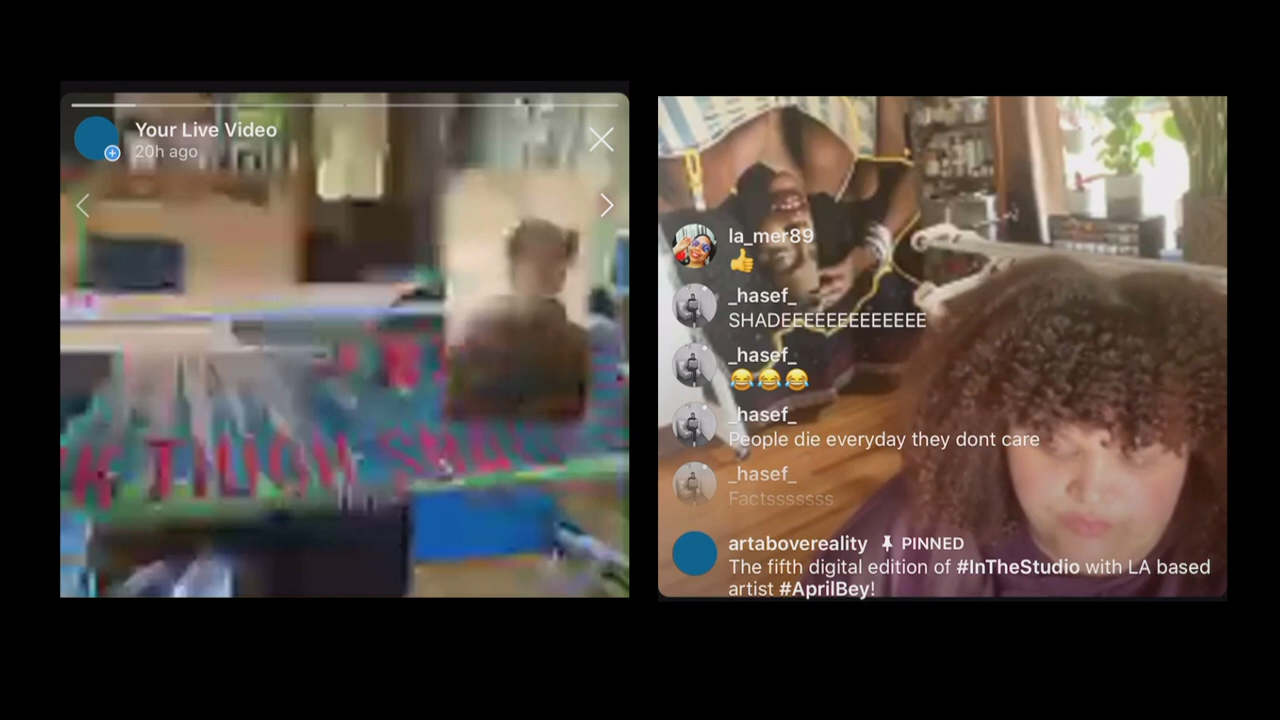 Your Live Video
20h ago
la_mer89
👍
_hasef_
SHADEEEEEEEEEEEEE
_hasef_
😂😂😂
_hasef_
People die everyday they dont care
_hasef_
Factsssssss
artabovereality PINNED
The fifth digital edition of #InTheStudio with LA based
artist #AprilBey!